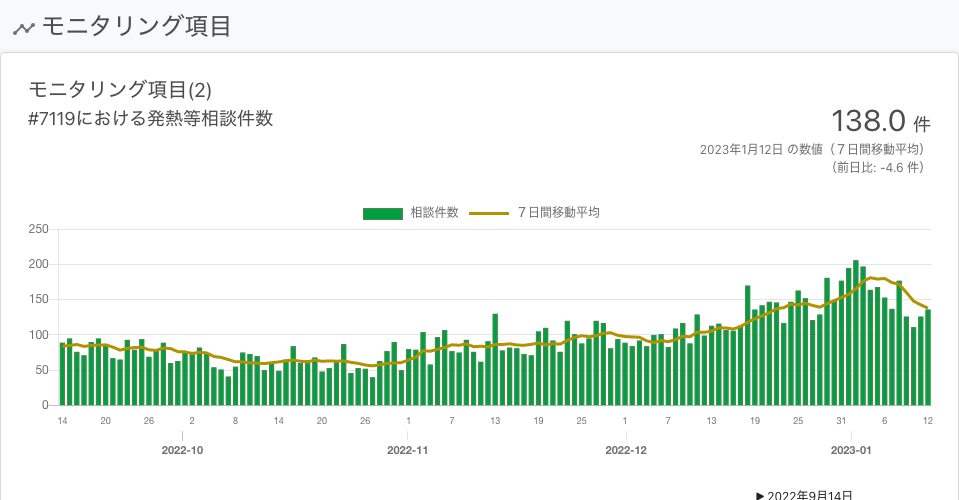 モニタリング項目
モニタリング項目(2)
#7119における発熱等相談件数
138.0 件
2023年1月12日 の数値（７日間移動平均）
（前日比: -4.6 件）
相談件数 ７日間移動平均
250
200
150
100
50
0
14 20 26 2 8 14 20 26 1 7 13 19 25 1 7 13 19 25 31 6 12
2022-10 2022-11 2022-12 2023-01
▶ 2022年9月14日